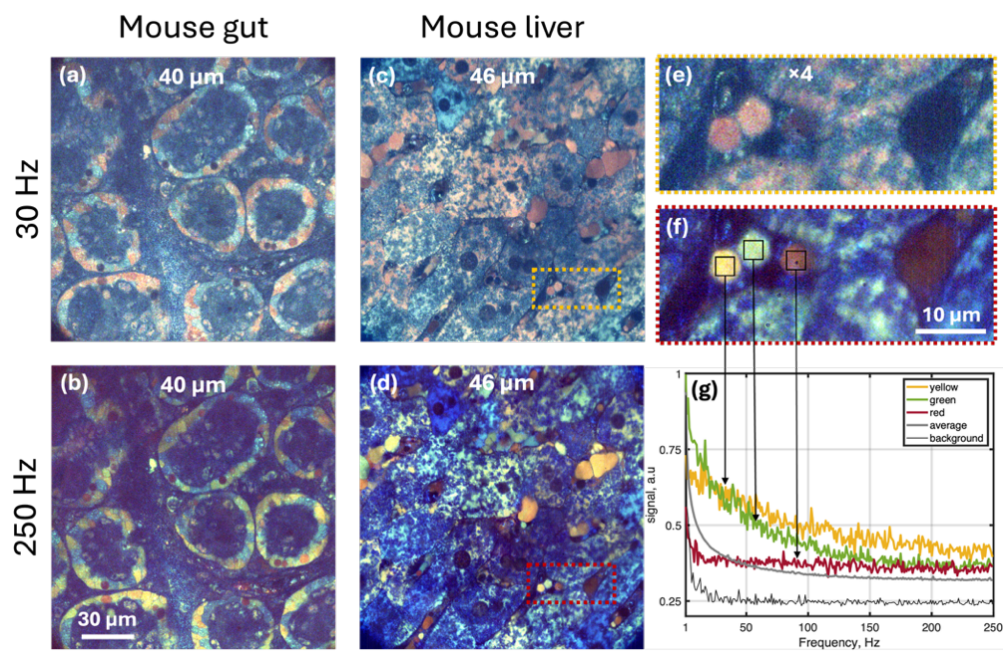 Mouse gut
Mouse liver
30 Hz
250 Hz
(a)
40 µm
(c)
46 µm
(e)
×4
(f)
10 µm
(b)
40 µm
30 µm
(d)
46 µm
(g)
yellow
green
red
average
background
signal, a.u
1
0.75
0.5
0.25
1
50
100
150
200
250
Frequency, Hz